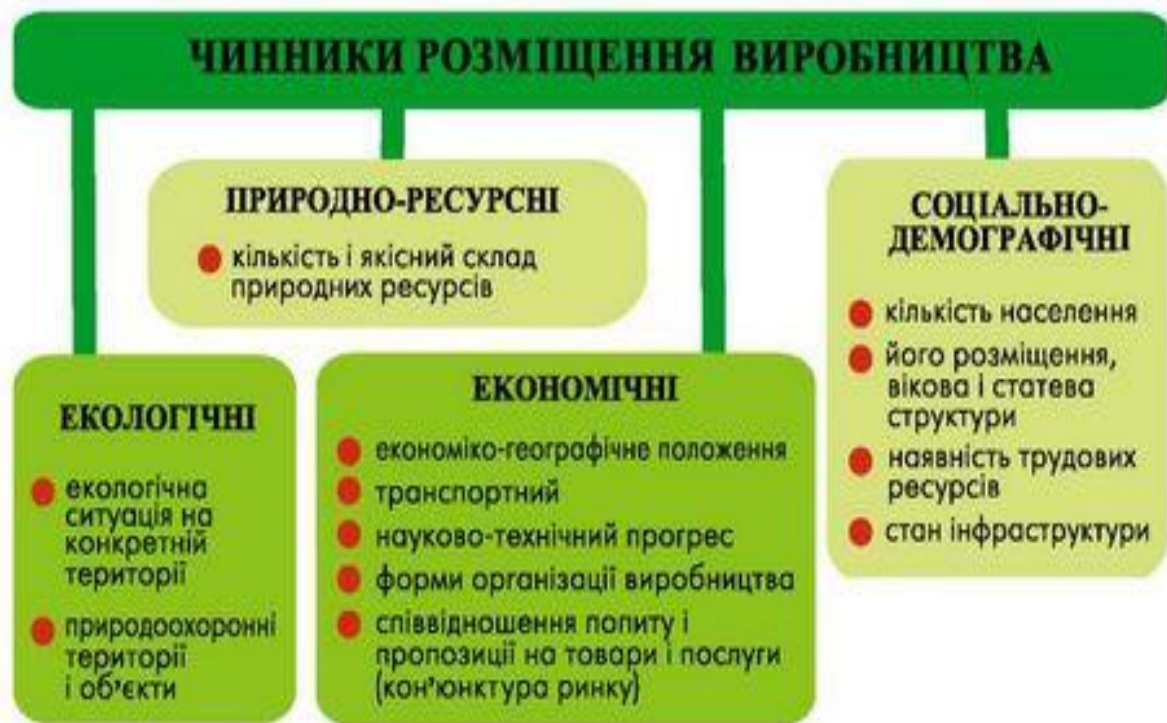 ЧИННИКИ РОЗМІЩЕННЯ ВИРОБНИЦТВА
ПРИРОДНО-РЕСУРСНІ
кількість і якісний склад
природних ресурсів
СОЦІАЛЬНО-
ДЕМОГРАФІЧНІ
кількість населення
його розміщення,
вікова і статева
структури
наявність трудових
ресурсів
стан інфраструктури
ЕКОЛОГІЧНІ
екологічна
ситуація на
конкретній
території
природоохоронні
території
і об’єкти
ЕКОНОМІЧНІ
економіко-географічне положення
транспортний
науково-технічний прогрес
форми організації виробництва
співвідношення попиту і
пропозиції на товари і послуги
(кон’юнктура ринку)